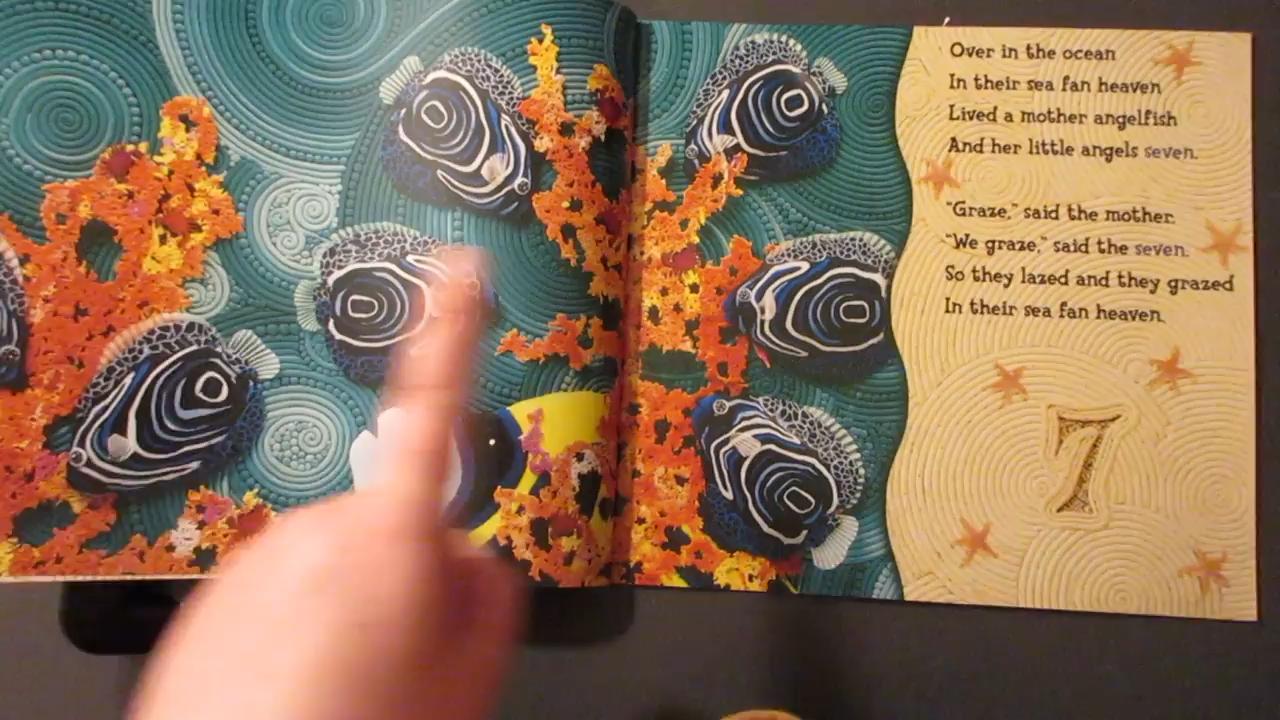 Over in the ocean
In their sea fan heaven
Lived a mother angelfish
And her little angels seven.
"Graze," said the mother.
"We graze," said the seven.
So they lazed and they grazed
In their sea fan heaven.
7